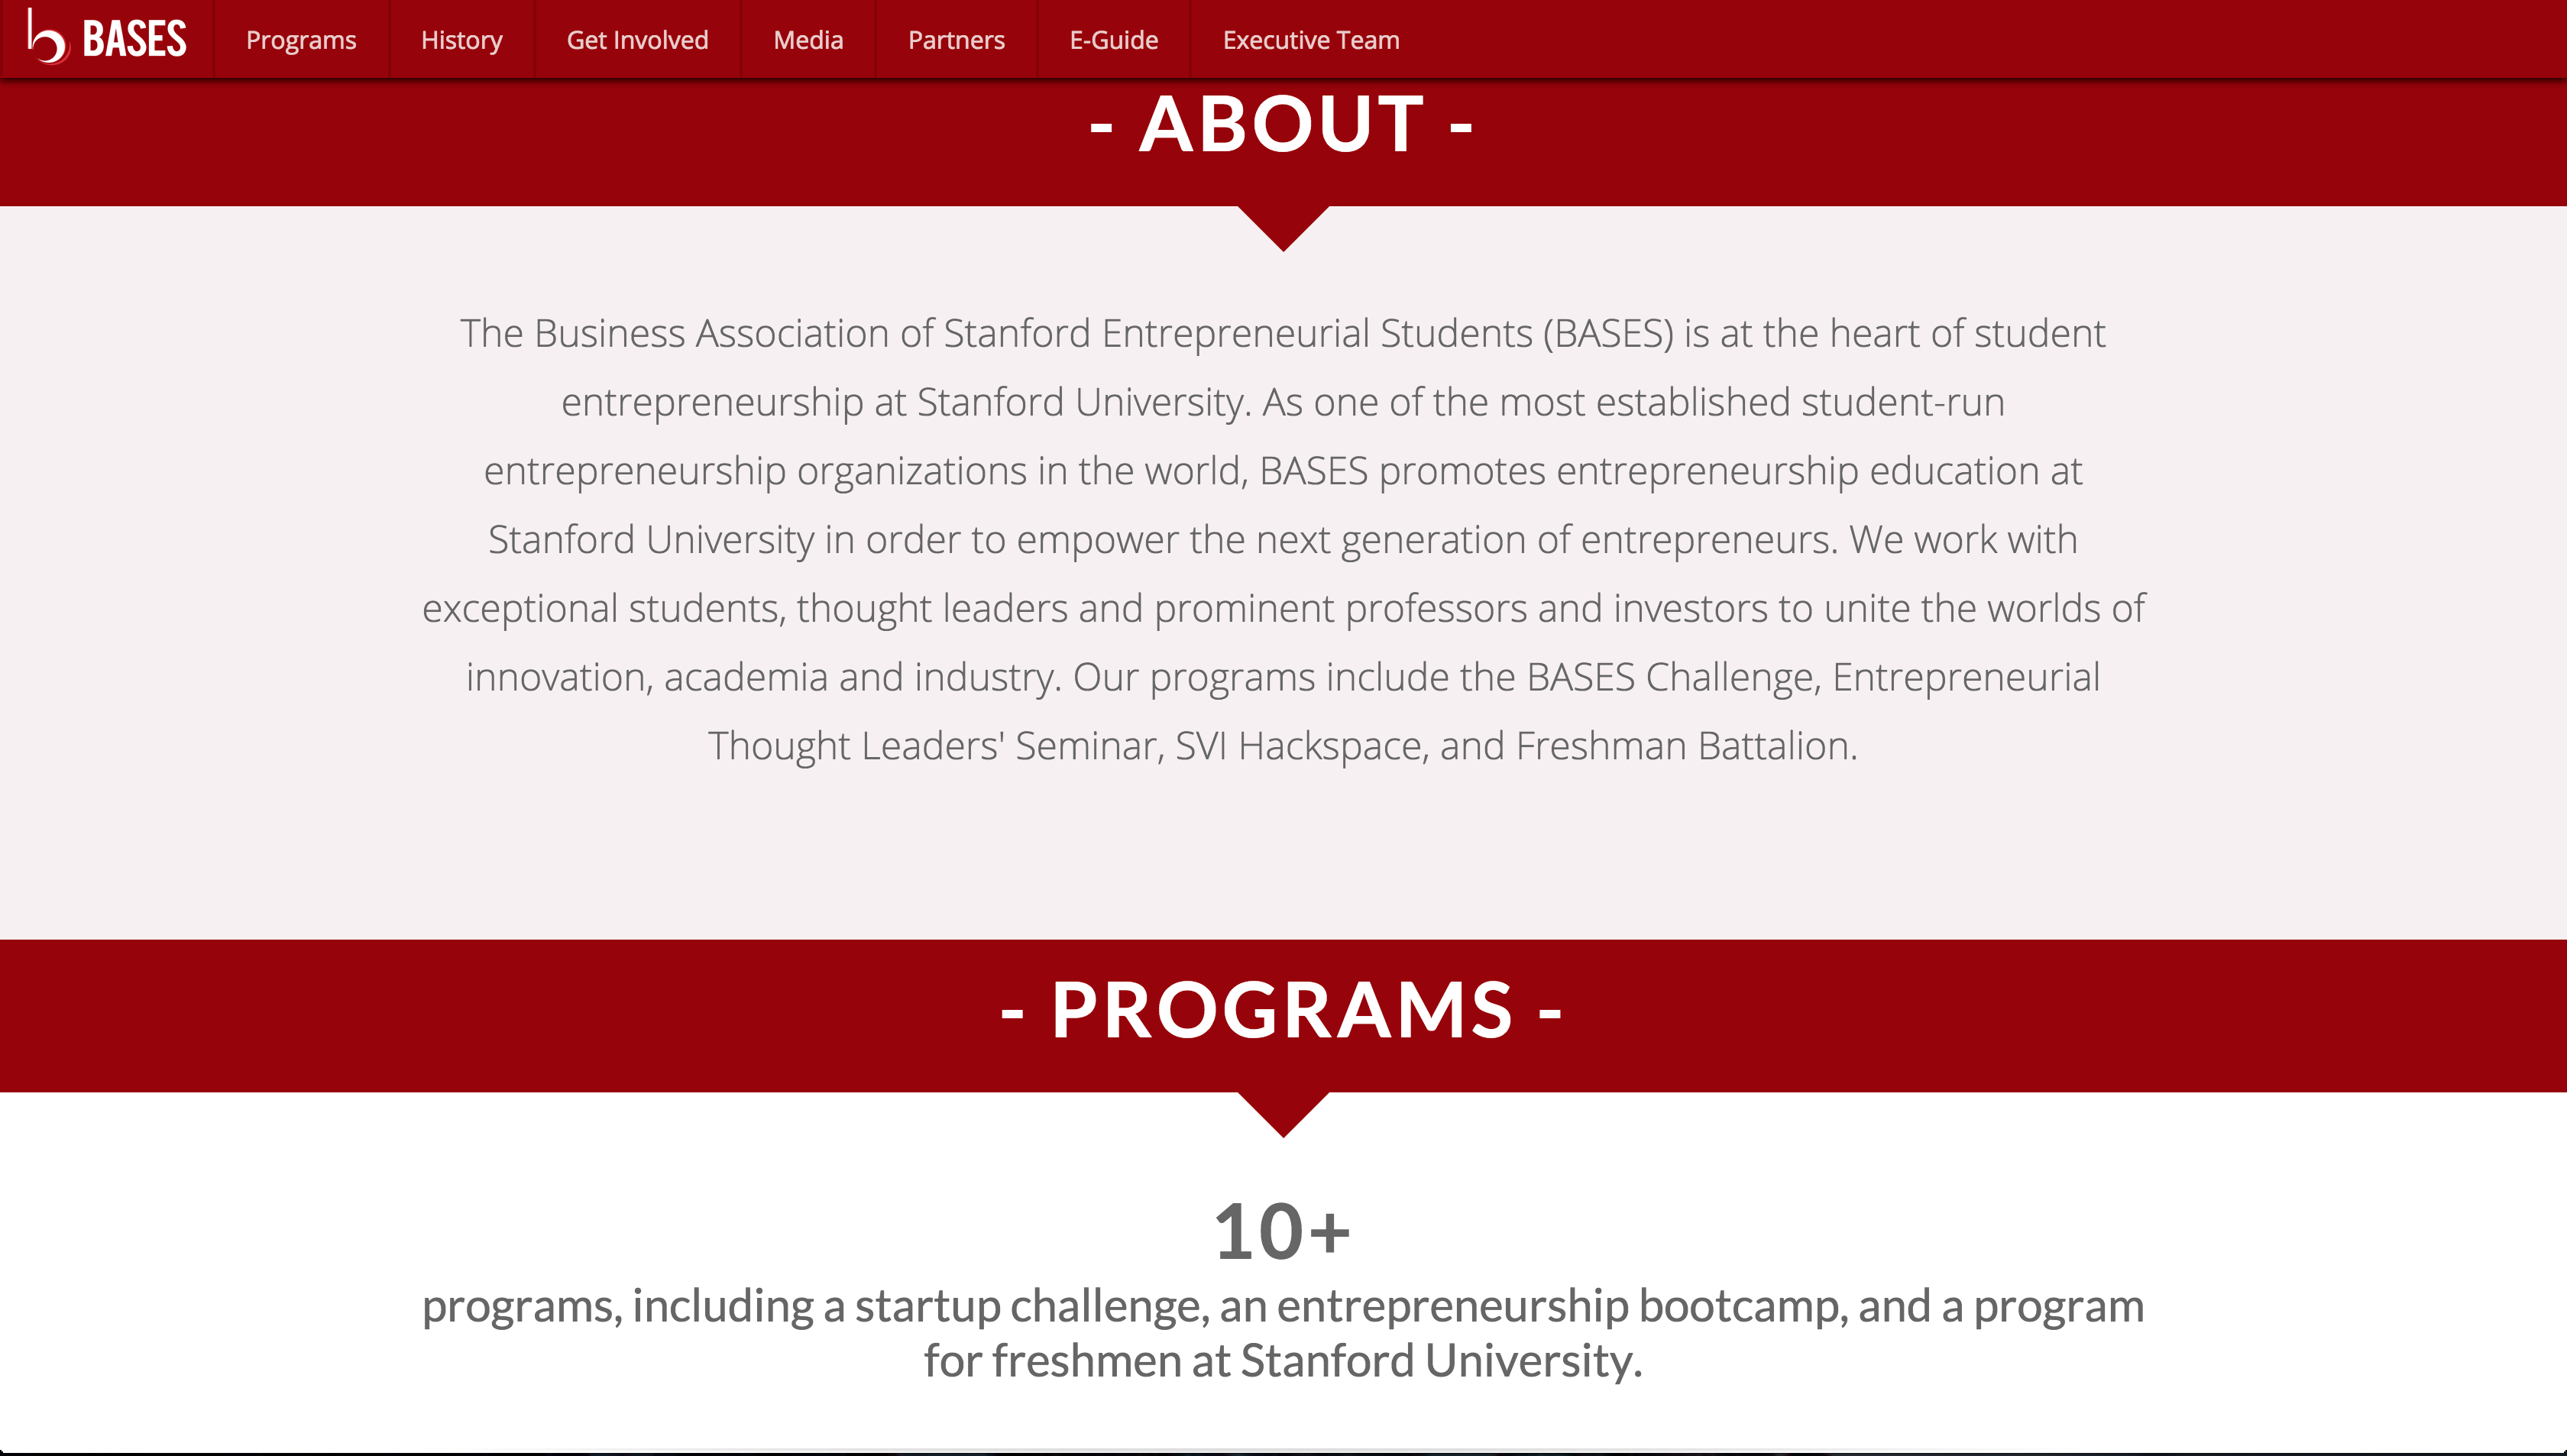 BASES
Programs
History
Get Involved
Media
Partners
E-Guide
Executive Team
- ABOUT -
The Business Association of Stanford Entrepreneurial Students (BASES) is at the heart of student
entrepreneurship at Stanford University. As one of the most established student-run
entrepreneurship organizations in the world, BASES promotes entrepreneurship education at
Stanford University in order to empower the next generation of entrepreneurs. We work with
exceptional students, thought leaders and prominent professors and investors to unite the worlds of
innovation, academia and industry. Our programs include the BASES Challenge, Entrepreneurial
Thought Leaders' Seminar, SVI Hackspace, and Freshman Battalion.
- PROGRAMS -
10+
programs, including a startup challenge, an entrepreneurship bootcamp, and a program
for freshmen at Stanford University.